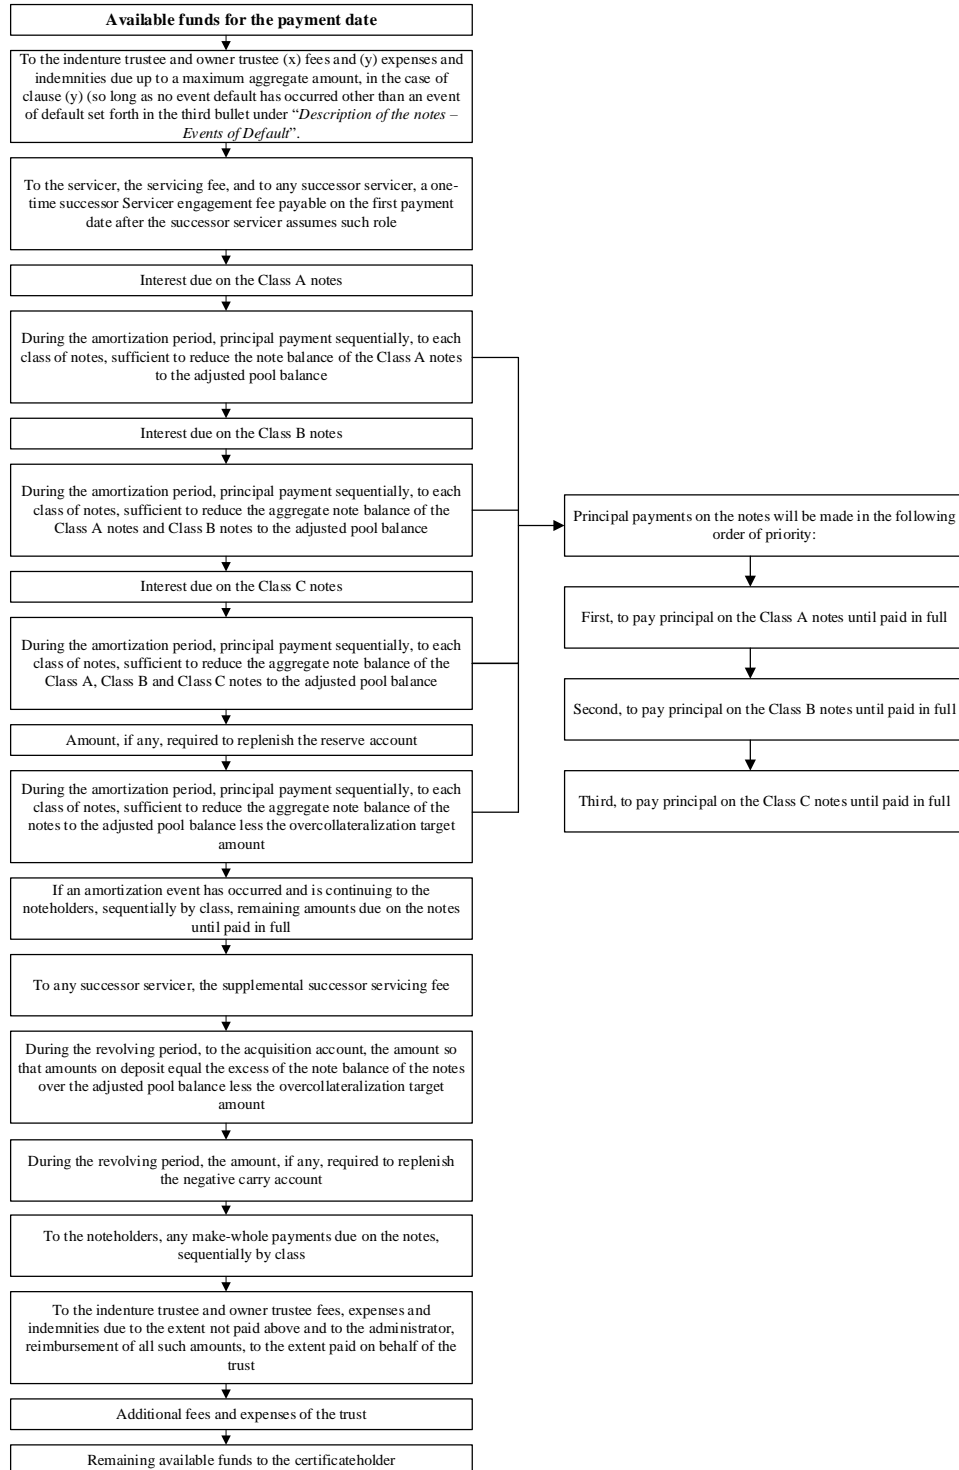 Available funds for the payment date
To the indenture trustee and owner trustee (x) fees and (y) expenses and
indemnities due up to a maximum aggregate amount, in the case of
clause (y) (so long as no event default has occurred other than an event
of default set forth in the third bullet under “Description of the notes –
Events of Default”.
To the servicer, the servicing fee, and to any successor servicer, a one-
time successor Servicer engagement fee payable on the first payment
date after the successor servicer assumes such role
Interest due on the Class A notes
During the amortization period, principal payment sequentially, to each
class of notes, sufficient to reduce the note balance of the Class A notes
to the adjusted pool balance
Interest due on the Class B notes
During the amortization period, principal payment sequentially, to each
class of notes, sufficient to reduce the aggregate note balance of the
Class A notes and Class B notes to the adjusted pool balance
Interest due on the Class C notes
During the amortization period, principal payment sequentially, to each
class of notes, sufficient to reduce the aggregate note balance of the
Class A, Class B and Class C notes to the adjusted pool balance
Amount, if any, required to replenish the reserve account
During the amortization period, principal payment sequentially, to each
class of notes, sufficient to reduce the aggregate note balance of the
notes to the adjusted pool balance less the overcollateralization target
amount
If an amortization event has occurred and is continuing to the
noteholders, sequentially by class, remaining amounts due on the notes
until paid in full
To any successor servicer, the supplemental successor servicing fee
During the revolving period, to the acquisition account, the amount so
that amounts on deposit equal the excess of the note balance of the notes
over the adjusted pool balance less the overcollateralization target
amount
During the revolving period, the amount, if any, required to replenish
the negative carry account
To the noteholders, any make-whole payments due on the notes,
sequentially by class
To the indenture trustee and owner trustee fees, expenses and
indemnities due to the extent not paid above and to the administrator,
reimbursement of all such amounts, to the extent paid on behalf of the
trust
Additional fees and expenses of the trust
Remaining available funds to the certificateholder
Principal payments on the notes will be made in the following
order of priority:
First, to pay principal on the Class A notes until paid in full
Second, to pay principal on the Class B notes until paid in full
Third, to pay principal on the Class C notes until paid in full